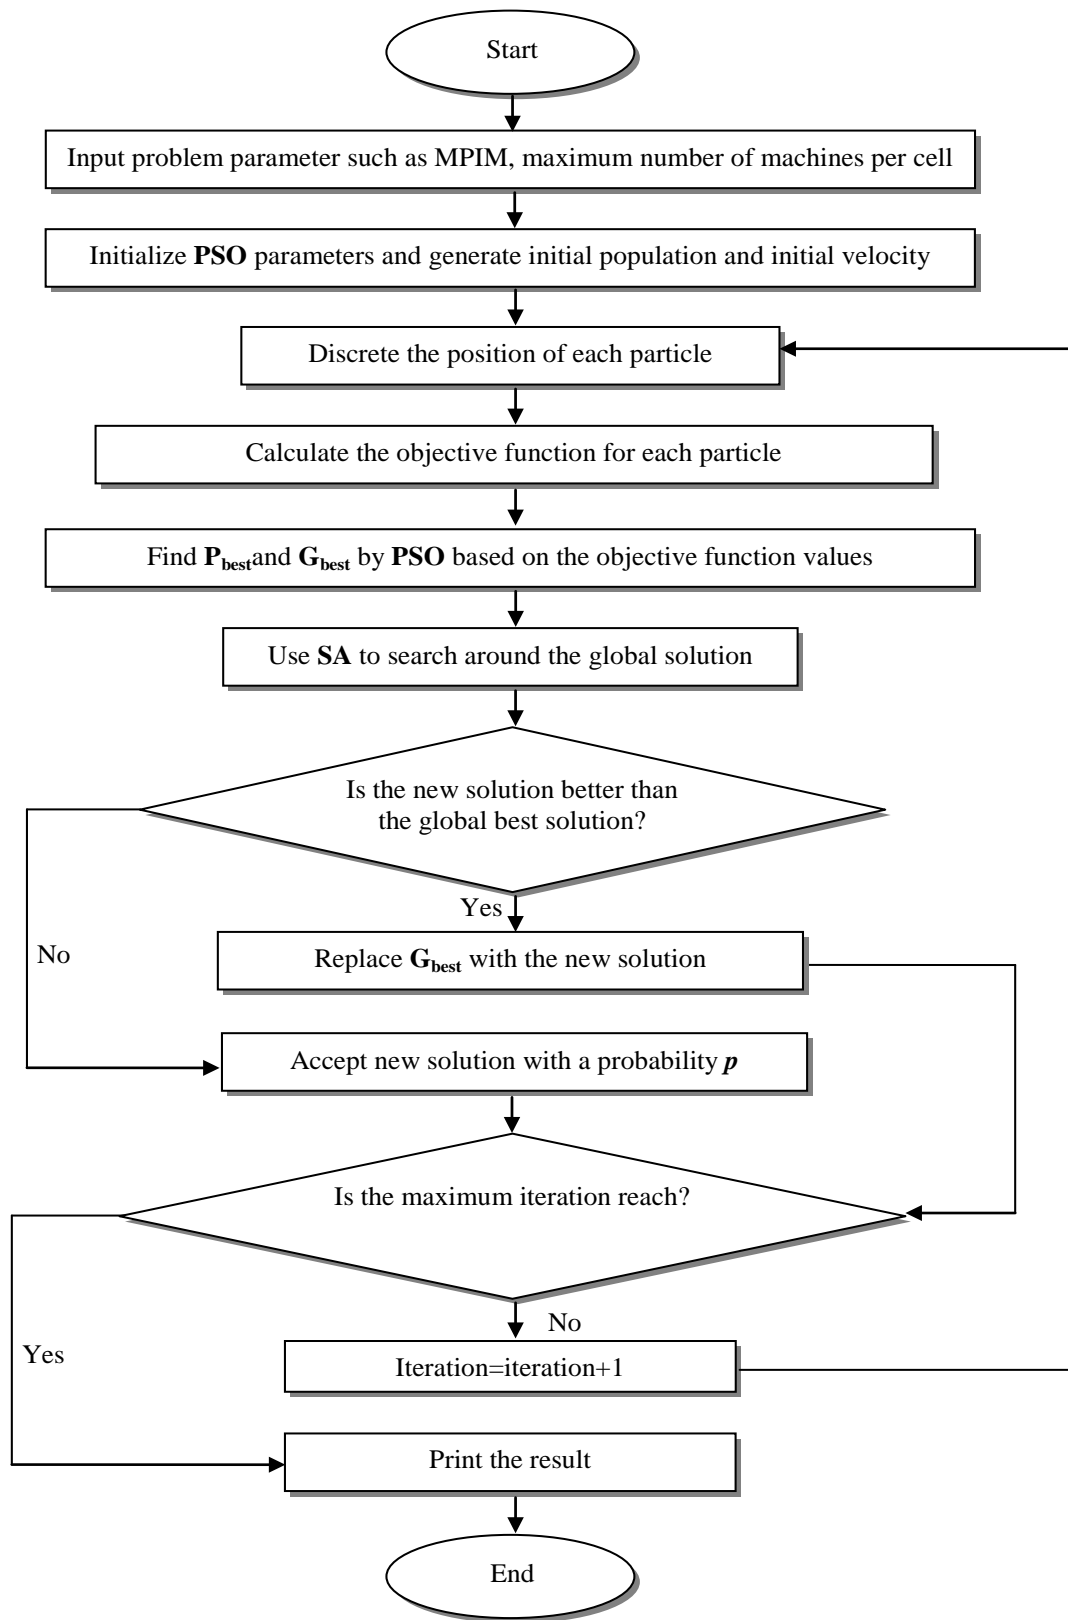 Start
Input problem parameter such as MPIM, maximum number of machines per cell
Initialize PSO parameters and generate initial population and initial velocity
Discrete the position of each particle
Calculate the objective function for each particle
Find Pbestand Gbest by PSO based on the objective function values
Use SA to search around the global solution
Is the new solution better than
the global best solution?
Yes
No
Replace Gbest with the new solution
Accept new solution with a probability p
Is the maximum iteration reach?
No
Yes
Iteration=iteration+1
Print the result
End